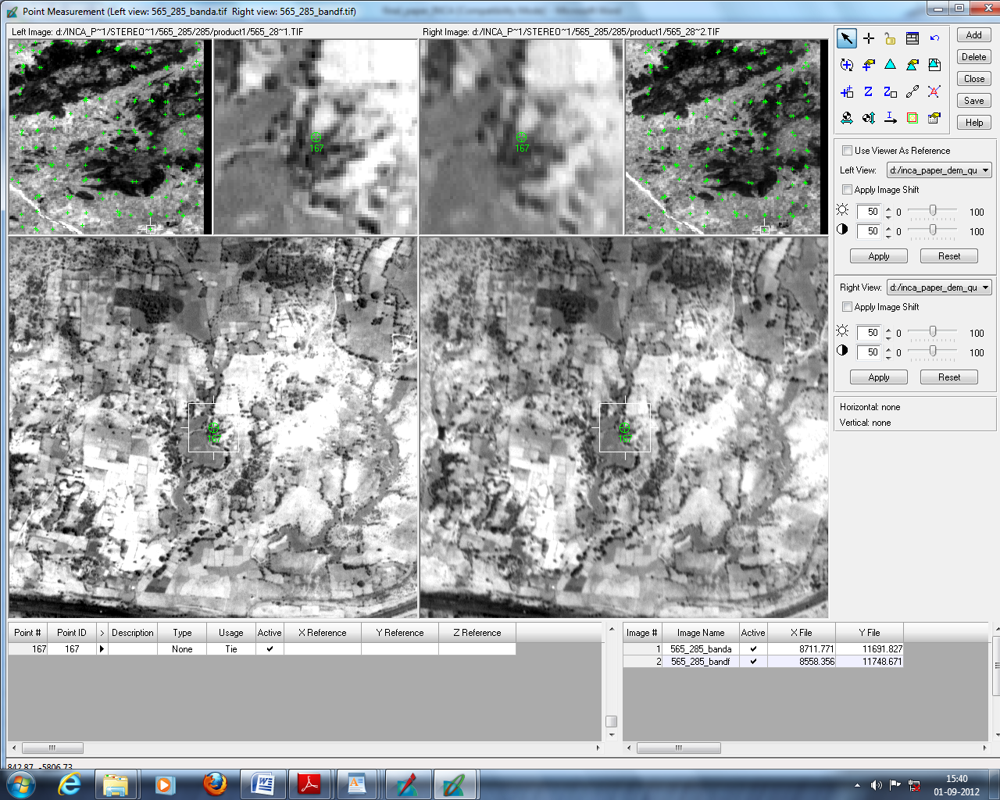 Point Measurement (Left view: 565_285_banda.tif  Right view: 565_285_bandf.tif)
Left Image: d:/INCA_P~1/STEREO~1/565_285/285/product1/565_28~1.TIF
Right Image: d:/INCA_P~1/STEREO~1/565_285/285/product1/565_28~2.TIF
Add
Delete
Close
Save
Help
167
167
Use Viewer As Reference
Left View: d:/inca_paper_dem_qu
Apply Image Shift
50 0 100
50 0 100
Apply Reset
Right View: d:/inca_paper_dem_qu
Apply Image Shift
50 0 100
50 0 100
Apply Reset
Horizontal: none
Vertical: none
167
167
Point # Point ID > Description Type Usage Active X Reference Y Reference Z Reference
167 167 None Tie
Image # Image Name Active X File Y File
1 565_285_banda 8711.771 11691.827
2 565_285_bandf 8558.356 11748.671
842.87, -5806.73
15:40
01-09-2012